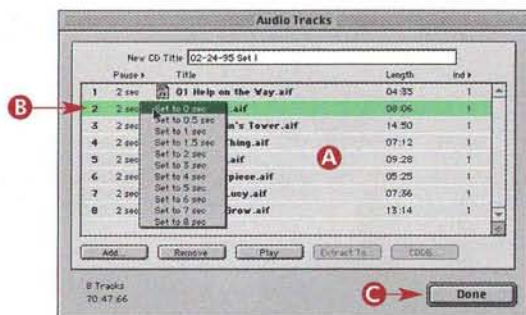 Audio Tracks
New CD Title 02-24-95 Set I
Pause Title Length Ind
1 2 sec 01 Help on the Way.aif 04:33 1
2 2 sec Set to 0 sec .aif 08:06 1
Set to 0.5 sec
3 2 sec Set to 1 sec n's Tower.aif 14:50 1
4 2 sec Set to 1.5 sec Thing.aif 07:12 1
Set to 2 sec
5 2 sec Set to 3 sec .aif 09:28 1
6 2 sec Set to 4 sec piece.aif 05:25 1
Set to 5 sec
7 2 sec Set to 6 sec Lucy.aif 07:36 1
8 2 sec Set to 7 sec Grow.aif 13:14 1
Set to 8 sec
A
B
Add... Remove Play Extract To... CDDB...
8 Tracks
70:47.66
C
Done